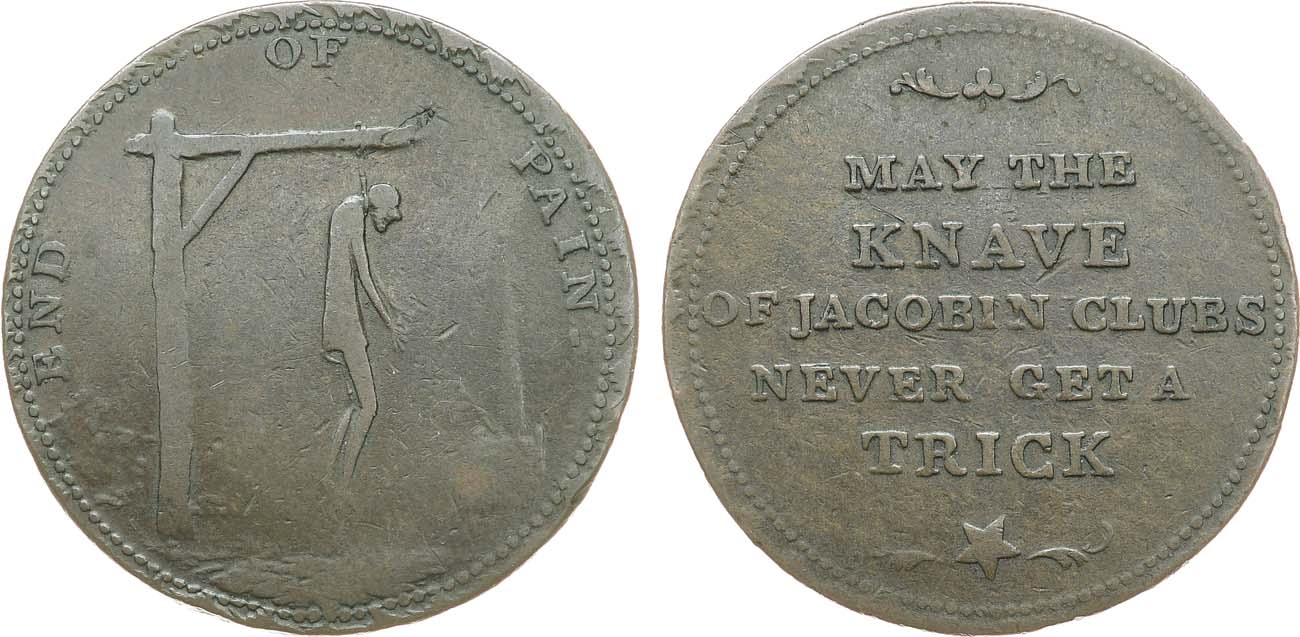 END OF PAIN
MAY THE
KNAVE
OF JACOBIN CLUBS
NEVER GET A
TRICK